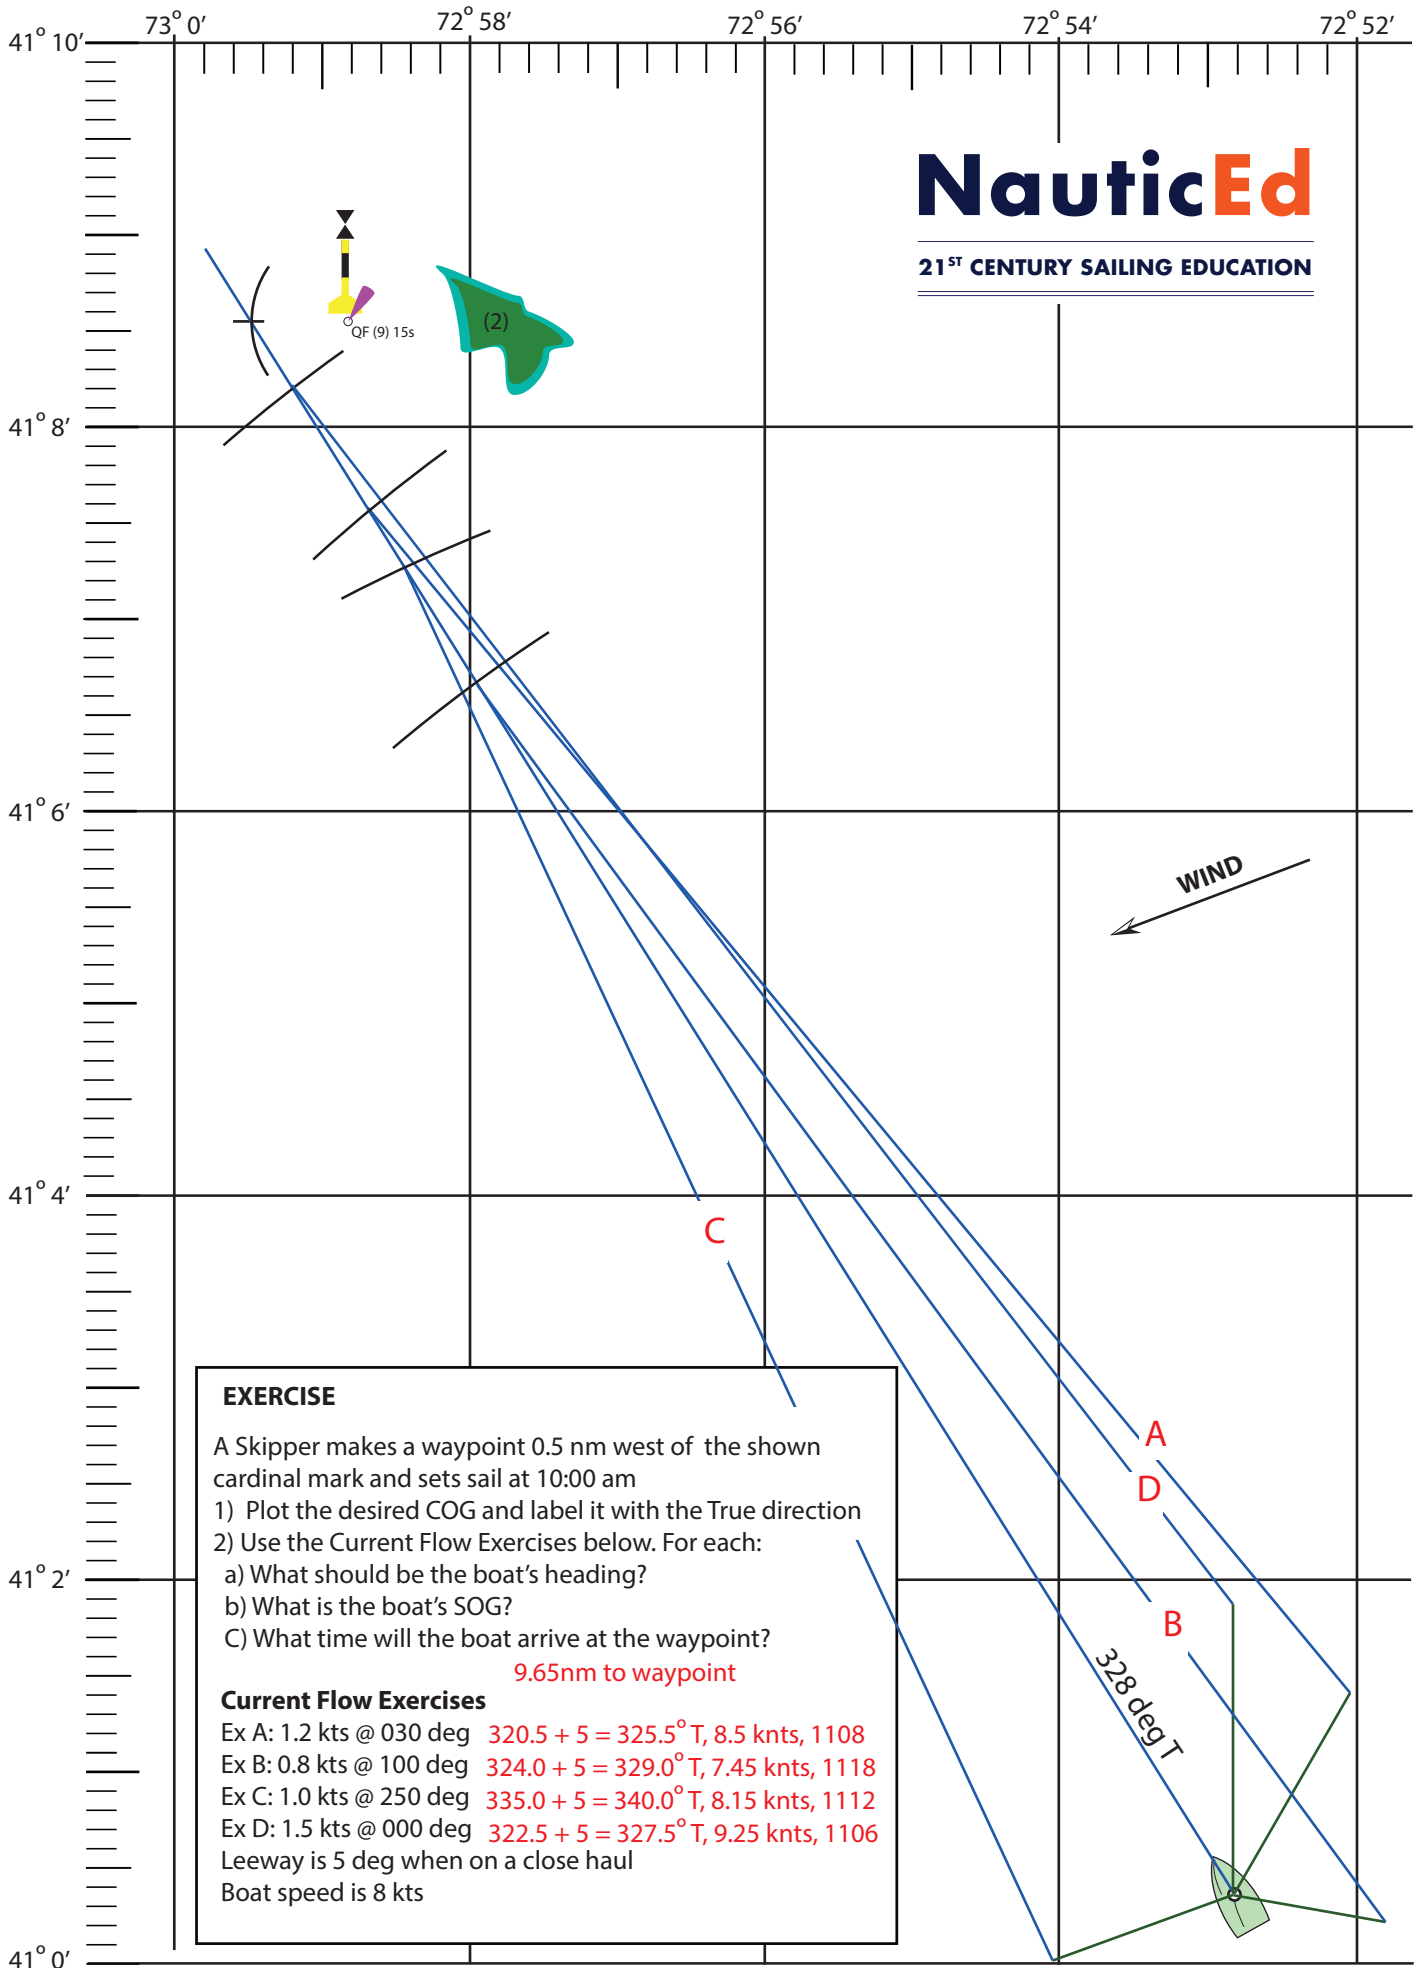 73° 0′
72° 58′
72° 56′
72° 54′
72° 52′
41° 10′
NauticEd
21ST CENTURY SAILING EDUCATION
QF (9) 15s
(2)
41° 8′
41° 6′
WIND
41° 4′
C
A
D
B
328 deg T
41° 2′
41° 0′
EXERCISE
A Skipper makes a waypoint 0.5 nm west of the shown
cardinal mark and sets sail at 10:00 am
1) Plot the desired COG and label it with the True direction
2) Use the Current Flow Exercises below. For each:
a) What should be the boat’s heading?
b) What is the boat’s SOG?
C) What time will the boat arrive at the waypoint?
9.65nm to waypoint
Current Flow Exercises
Ex A: 1.2 kts @ 030 deg 320.5 + 5 = 325.5° T, 8.5 knts, 1108
Ex B: 0.8 kts @ 100 deg 324.0 + 5 = 329.0° T, 7.45 knts, 1118
Ex C: 1.0 kts @ 250 deg 335.0 + 5 = 340.0° T, 8.15 knts, 1112
Ex D: 1.5 kts @ 000 deg 322.5 + 5 = 327.5° T, 9.25 knts, 1106
Leeway is 5 deg when on a close haul
Boat speed is 8 kts